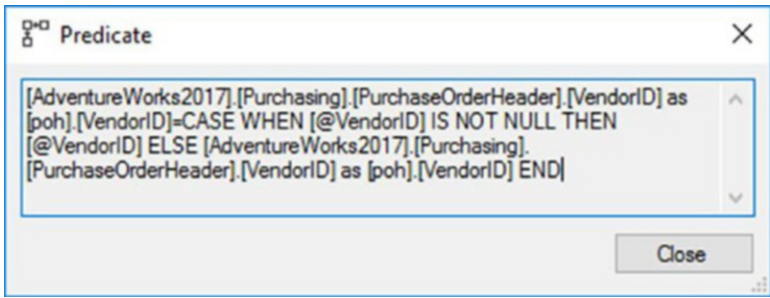 Predicate
[AdventureWorks2017].[Purchasing].[PurchaseOrderHeader].[VendorID] as
[poh].[VendorID]=CASE WHEN [@VendorID] IS NOT NULL THEN
[@VendorID] ELSE [AdventureWorks2017].[Purchasing].
[PurchaseOrderHeader].[VendorID] as [poh].[VendorID] END
Close